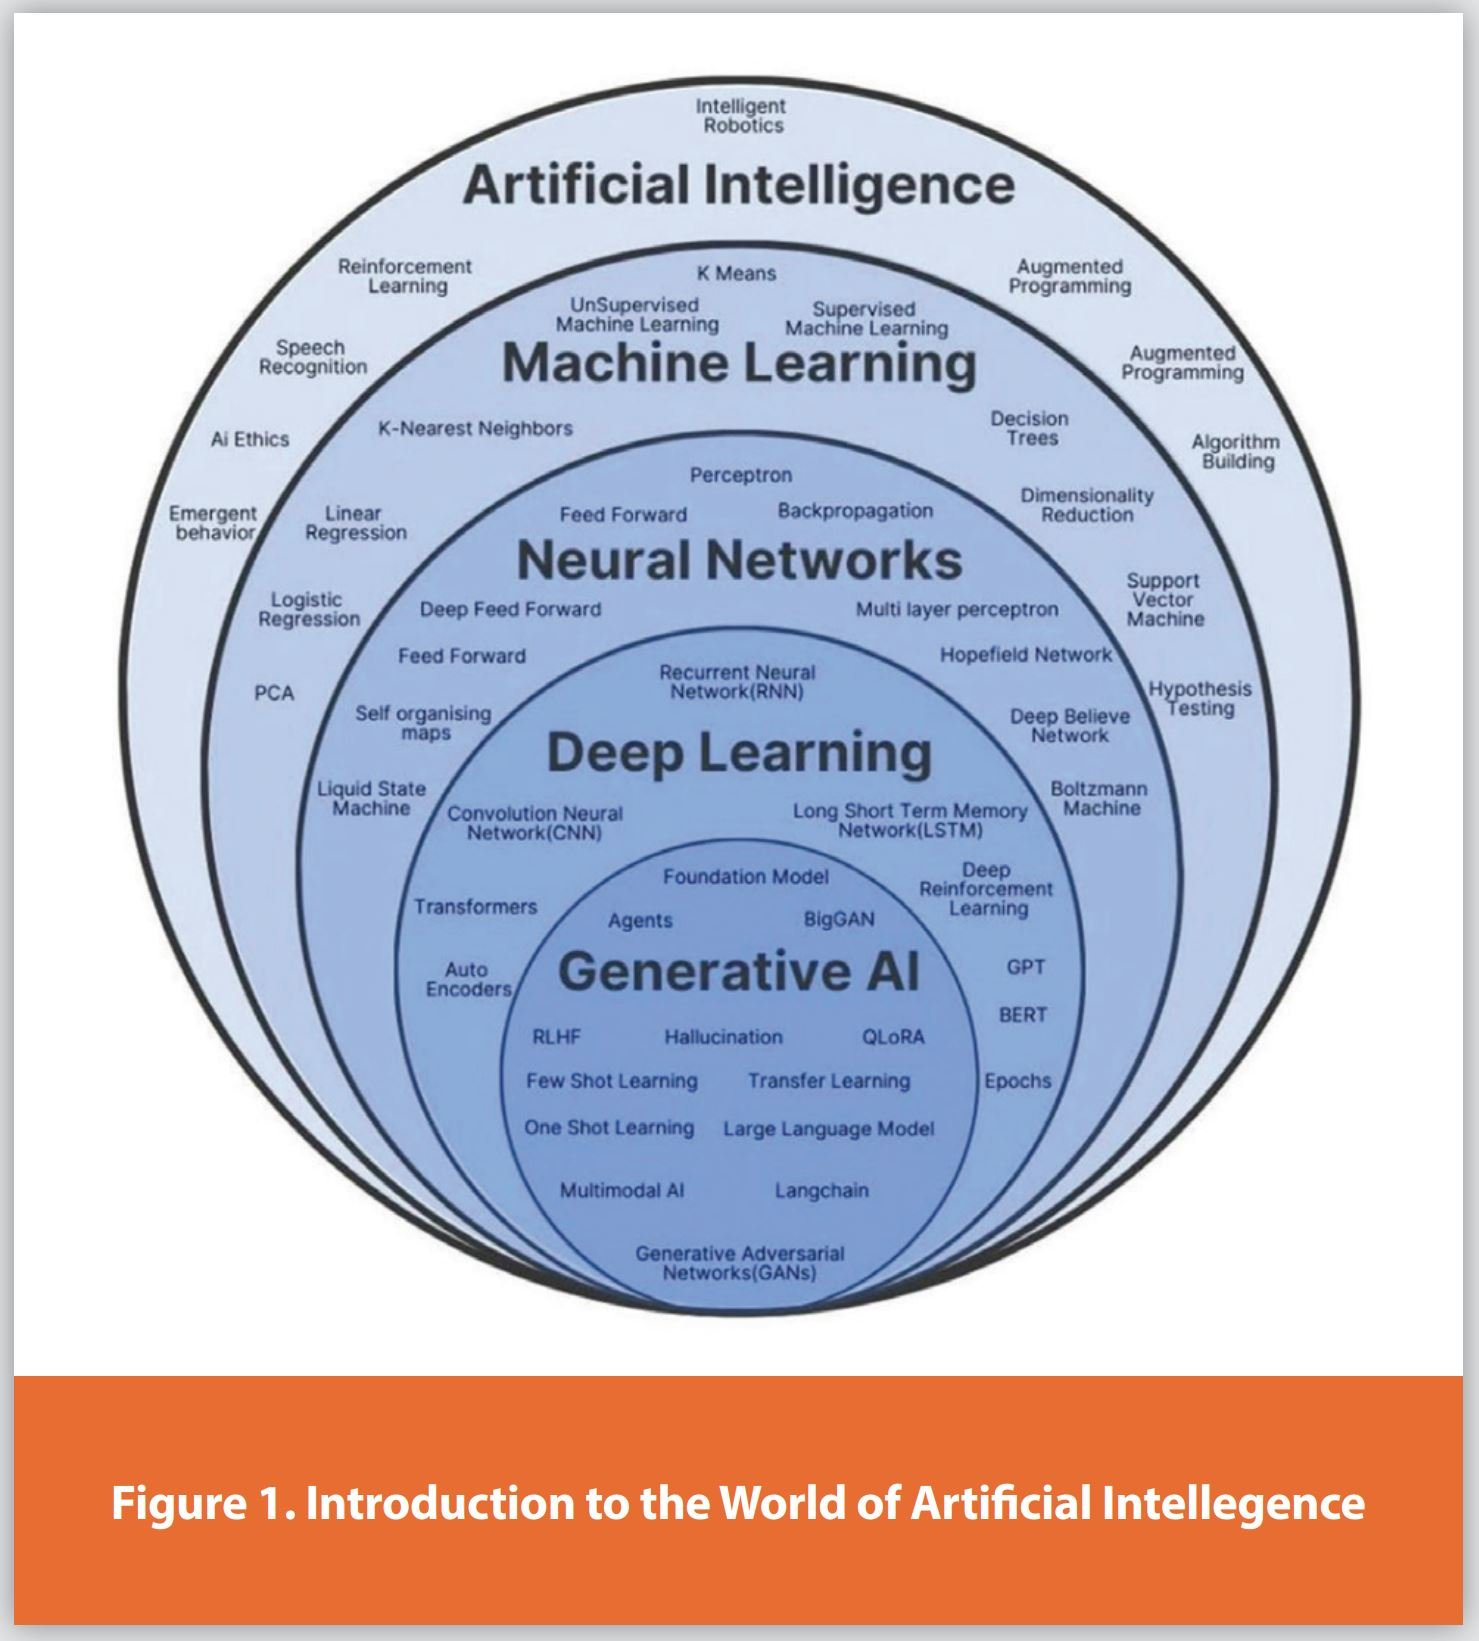 Intelligent
Robotics
Artificial Intelligence
Reinforcement
Learning
Augmented
Programming
Speech
Recognition
Augmented
Programming
Ai Ethics
Algorithm
Building
Emergent
behavior
K Means
UnSupervised
Machine Learning
Supervised
Machine Learning
Machine Learning
K-Nearest Neighbors
Decision
Trees
Linear
Regression
Dimensionality
Reduction
Logistic
Regression
Support
Vector
Machine
PCA
Hypothesis
Testing
Perceptron
Feed Forward
Backpropagation
Neural Networks
Deep Feed Forward
Multi layer perceptron
Feed Forward
Hopefield Network
Self organising
maps
Deep Believe
Network
Liquid State
Machine
Boltzmann
Machine
Recurrent Neural
Network(RNN)
Deep Learning
Convolution Neural
Network(CNN)
Long Short Term Memory
Network(LSTM)
Transformers
Deep
Reinforcement
Learning
Auto
Encoders
GPT
BERT
Epochs
Foundation Model
Agents
BigGAN
Generative AI
RLHF
Hallucination
QLoRA
Few Shot Learning
Transfer Learning
One Shot Learning
Large Language Model
Multimodal AI
Langchain
Generative Adversarial
Networks(GANs)
Figure 1. Introduction to the World of Artificial Intellegence